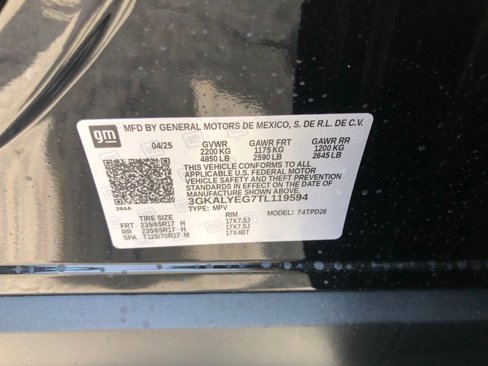 gm
MFD BY GENERAL MOTORS DE MEXICO, S. DE R.L. DE C.V.
04/25 GVWR GAWR FRT GAWR RR
2200 KG 1175 KG 1200 KG
4850 LB 2590 LB 2645 LB
THIS VEHICLE CONFORMS TO ALL
APPLICABLE U.S. FEDERAL MOTOR
VEHICLE SAFETY AND THEFT PREVENTION
STANDARDS IN EFFECT ON THE DATE OF
MANUFACTURE SHOWN ABOVE.
3GKALYEG7TL119594
384A TYPE: MPV MODEL: 74TPD26
TIRE SIZE RIM
FRT 235/65R17 H 17X7.5J
RR 235/65R17 H 17X7.5J
SPA T125/70R17 M 17X4BT